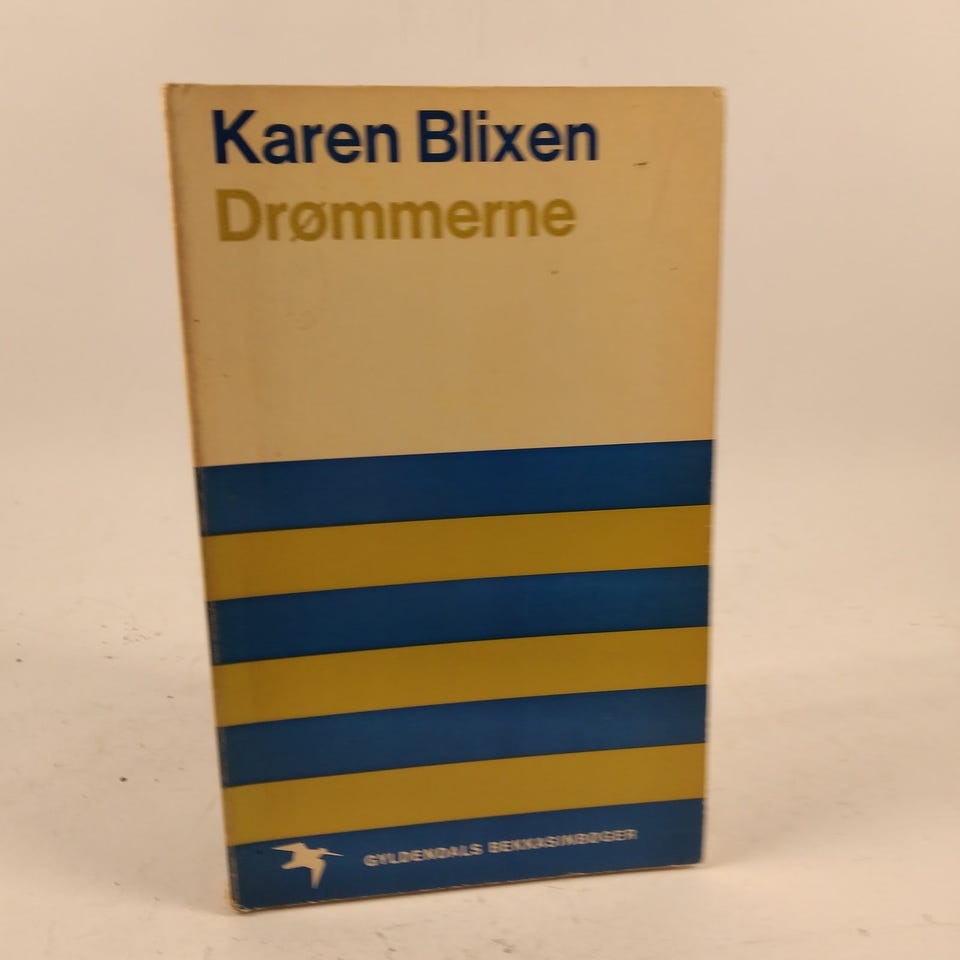 Karen Blixen
Drømmerne
GYLDENDALS BEKKASINBØGER